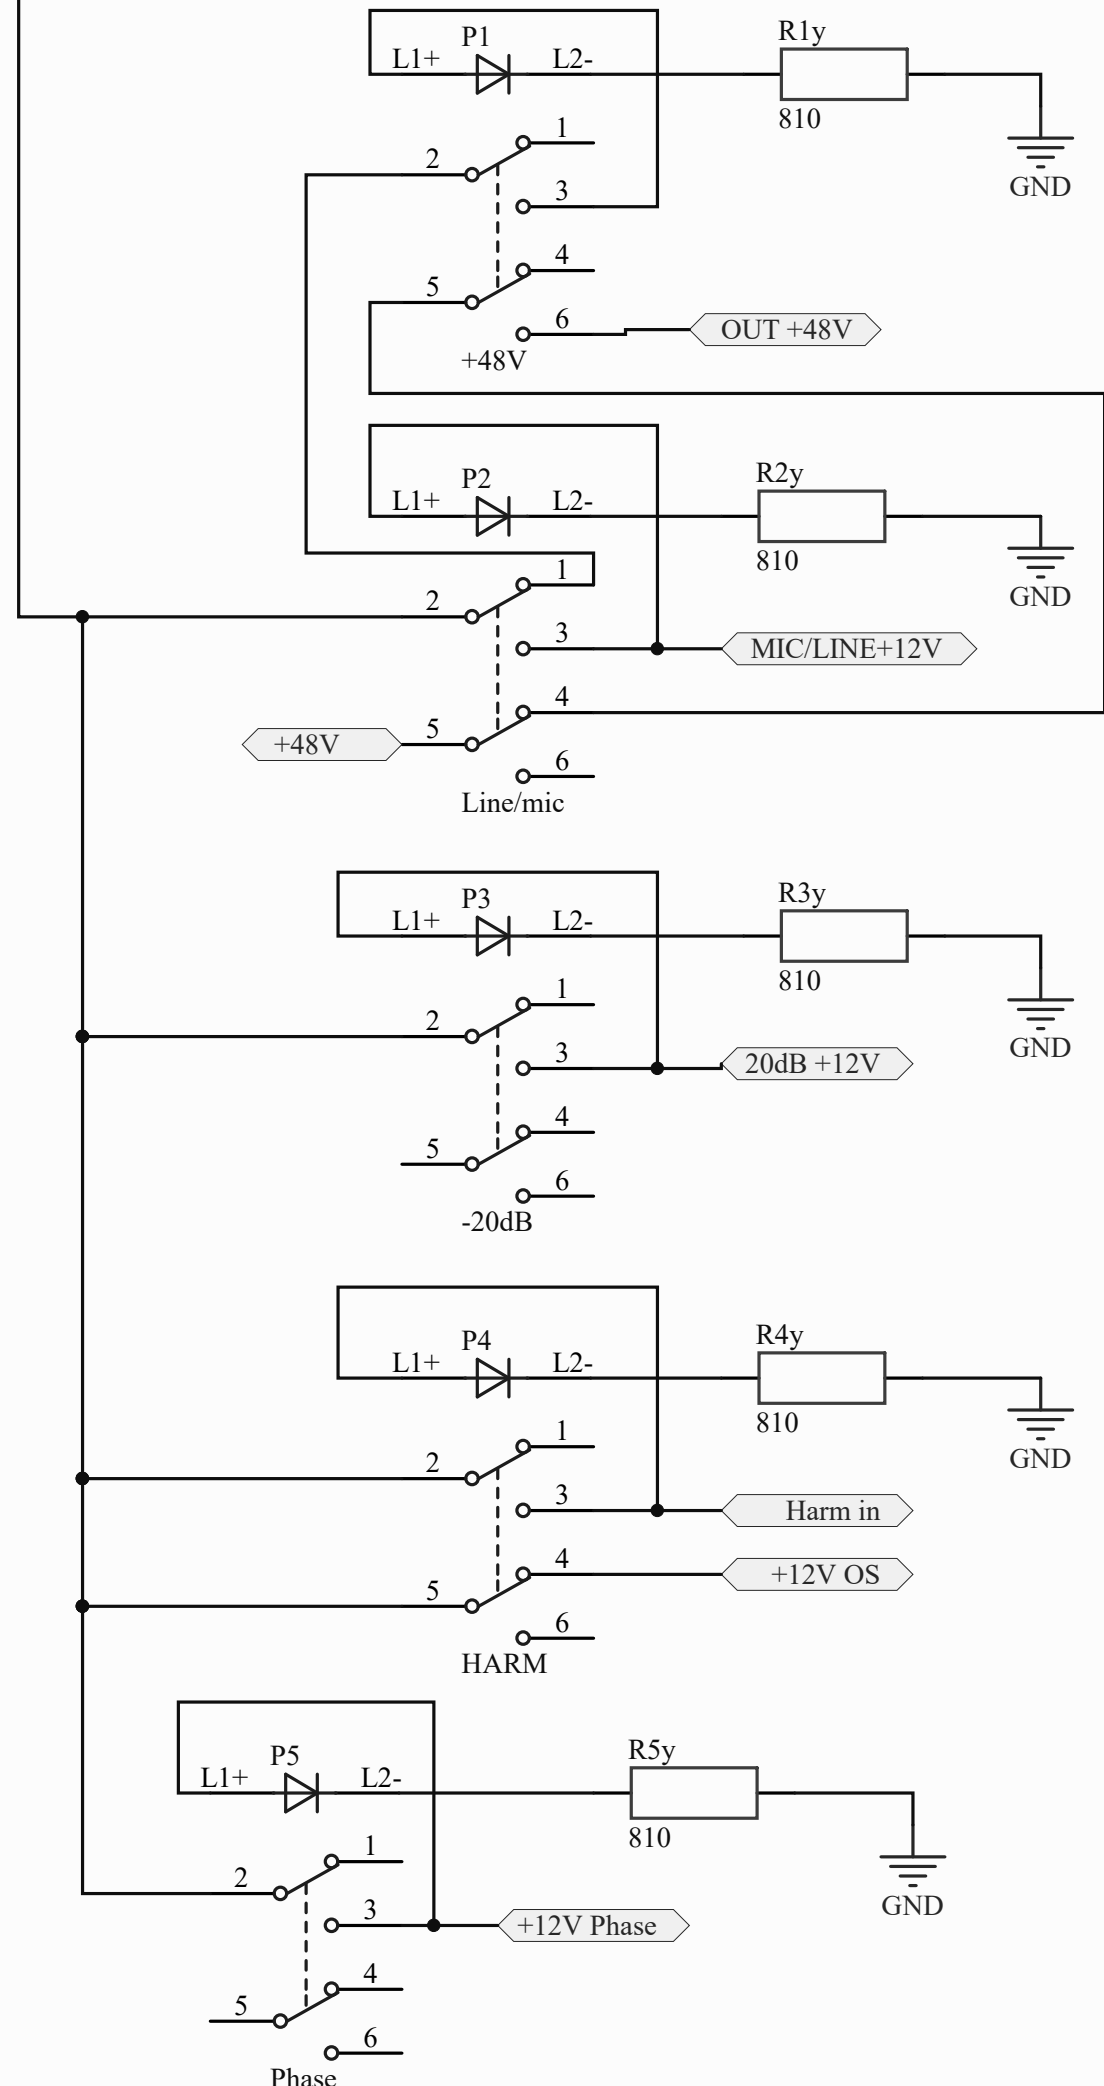 P1
L1+
L2-
R1y
810
GND
1
2
3
4
5
6
+48V
OUT +48V
P2
L1+
L2-
R2y
810
GND
1
2
3
MIC/LINE+12V
4
+48V
5
6
Line/mic
P3
L1+
L2-
R3y
810
GND
1
2
3
20dB +12V
4
5
6
-20dB
P4
L1+
L2-
R4y
810
GND
1
2
3
Harm in
4
+12V OS
5
6
HARM
P5
L1+
L2-
R5y
810
GND
1
2
3
+12V Phase
4
5
6
Phase